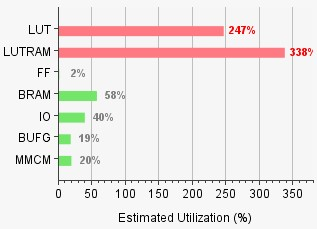 LUT 247%
LUTRAM 338%
FF 2%
BRAM 58%
IO 40%
BUFG 19%
MMCM 20%
0 50 100 150 200 250 300 350
Estimated Utilization (%)